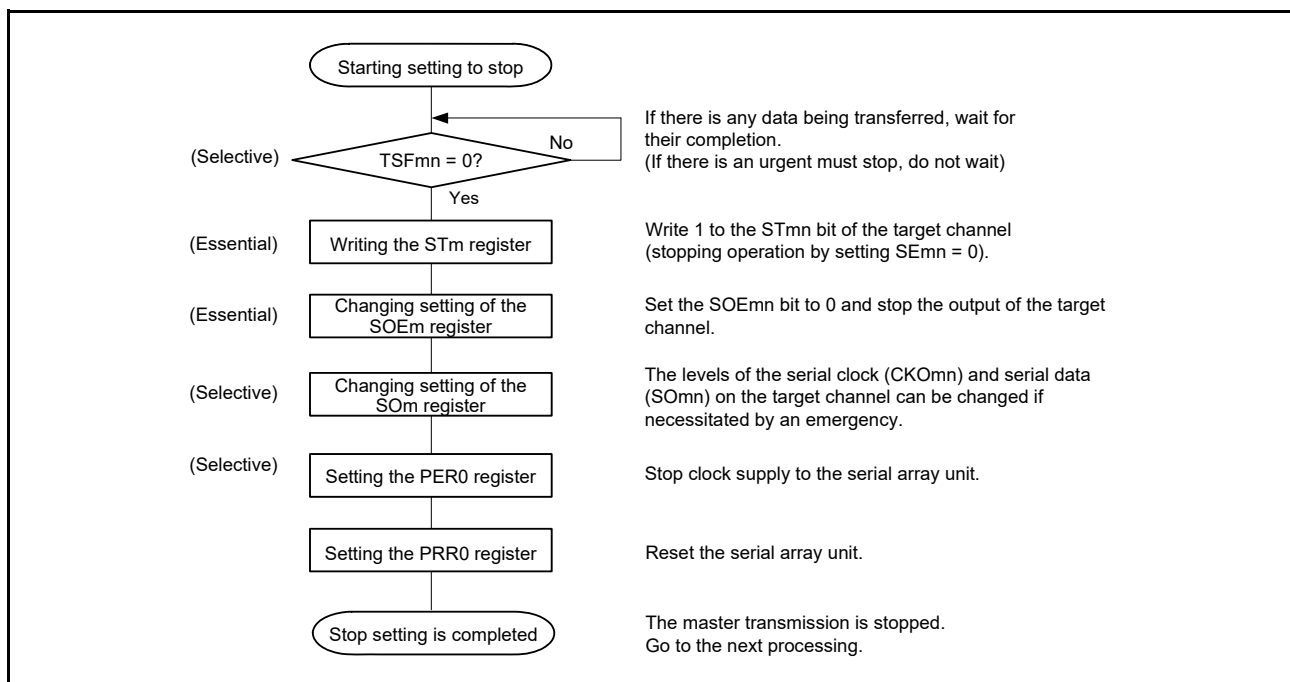 Starting setting to stop
If there is any data being transferred, wait for
their completion.
(If there is an urgent must stop, do not wait)
No
(Selective)
TSFmn = 0?
Yes
(Essential)
Writing the STm register
Write 1 to the STmn bit of the target channel
(stopping operation by setting SEmn = 0).
(Essential)
Changing setting of the
SOEm register
Set the SOEmn bit to 0 and stop the output of the target
channel.
(Selective)
Changing setting of the
SOm register
The levels of the serial clock (CKOmn) and serial data
(SOmn) on the target channel can be changed if
necessitated by an emergency.
(Selective)
Setting the PER0 register
Stop clock supply to the serial array unit.
Setting the PRR0 register
Reset the serial array unit.
Stop setting is completed
The master transmission is stopped.
Go to the next processing.